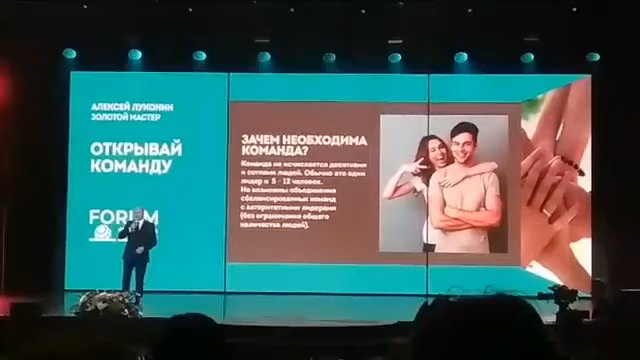 АЛЕКСЕЙ ЛУКОНИН
ЗОЛОТОЙ МАСТЕР
ОТКРЫВАЙ
КОМАНДУ
FORUM
ЗАЧЕМ НЕОБХОДИМА
КОМАНДА?
Команда не исчисляется десятками
и сотнями людей. Обычно это один
лидер и 5 - 12 человек.
Но возможны объединения
сбалансированных команд
с авторитетными лидерами
(без ограничения общего
количества людей).